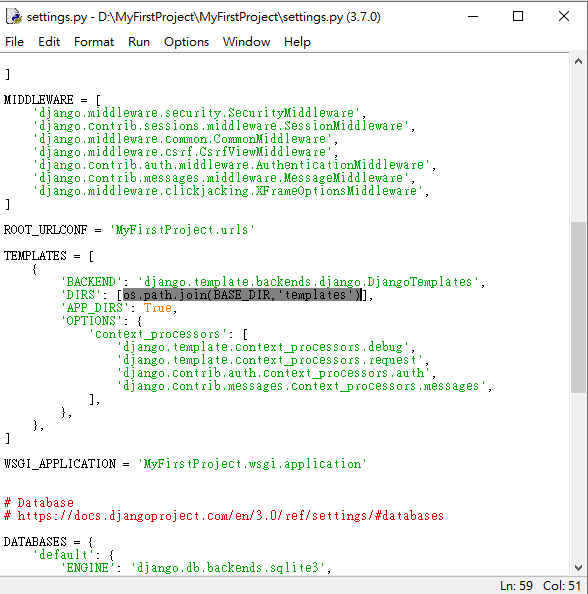 settings.py - D:\MyFirstProject\MyFirstProject\settings.py (3.7.0)
File Edit Format Run Options Window Help
]
MIDDLEWARE = [
    'django.middleware.security.SecurityMiddleware',
    'django.contrib.sessions.middleware.SessionMiddleware',
    'django.middleware.common.CommonMiddleware',
    'django.middleware.csrf.CsrfViewMiddleware',
    'django.contrib.auth.middleware.AuthenticationMiddleware',
    'django.contrib.messages.middleware.MessageMiddleware',
    'django.middleware.clickjacking.XFrameOptionsMiddleware',
]
ROOT_URLCONF = 'MyFirstProject.urls'
TEMPLATES = [
    {
        'BACKEND': 'django.template.backends.django.DjangoTemplates',
        'DIRS': [os.path.join(BASE_DIR,'templates')],
        'APP_DIRS': True,
        'OPTIONS': {
            'context_processors': [
                'django.template.context_processors.debug',
                'django.template.context_processors.request',
                'django.contrib.auth.context_processors.auth',
                'django.contrib.messages.context_processors.messages',
            ],
        },
    },
]
WSGI_APPLICATION = 'MyFirstProject.wsgi.application'
# Database
# https://docs.djangoproject.com/en/3.0/ref/settings/#databases
DATABASES = {
    'default': {
        'ENGINE': 'django.db.backends.sqlite3',
Ln: 59 Col: 51